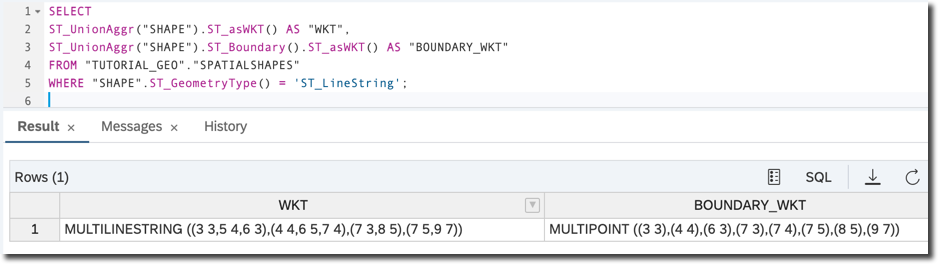 1 SELECT
2 ST_UnionAggr("SHAPE").ST_asWKT() AS "WKT",
3 ST_UnionAggr("SHAPE").ST_Boundary().ST_asWKT() AS "BOUNDARY_WKT"
4 FROM "TUTORIAL_GEO"."SPATIALSHAPES"
5 WHERE "SHAPE".ST_GeometryType() = 'ST_LineString';
6
Result × Messages × History
Rows (1) SQL
WKT BOUNDARY_WKT
1 MULTILINESTRING ((3 3,5 4,6 3),(4 4,6 5,7 4),(7 3,8 5),(7 5,9 7)) MULTIPOINT ((3 3),(4 4),(6 3),(7 3),(7 4),(7 5),(8 5),(9 7))